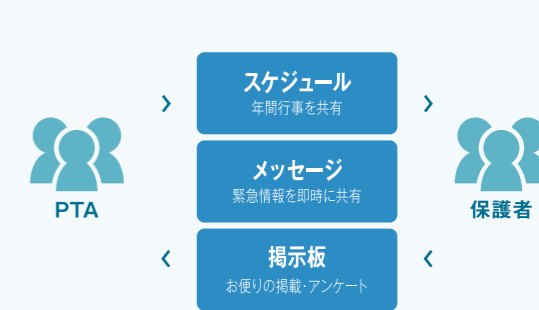 スケジュール
年間行事を共有
メッセージ
緊急情報を即時に共有
PTA
保護者
掲示板
お便りの掲載･アンケート